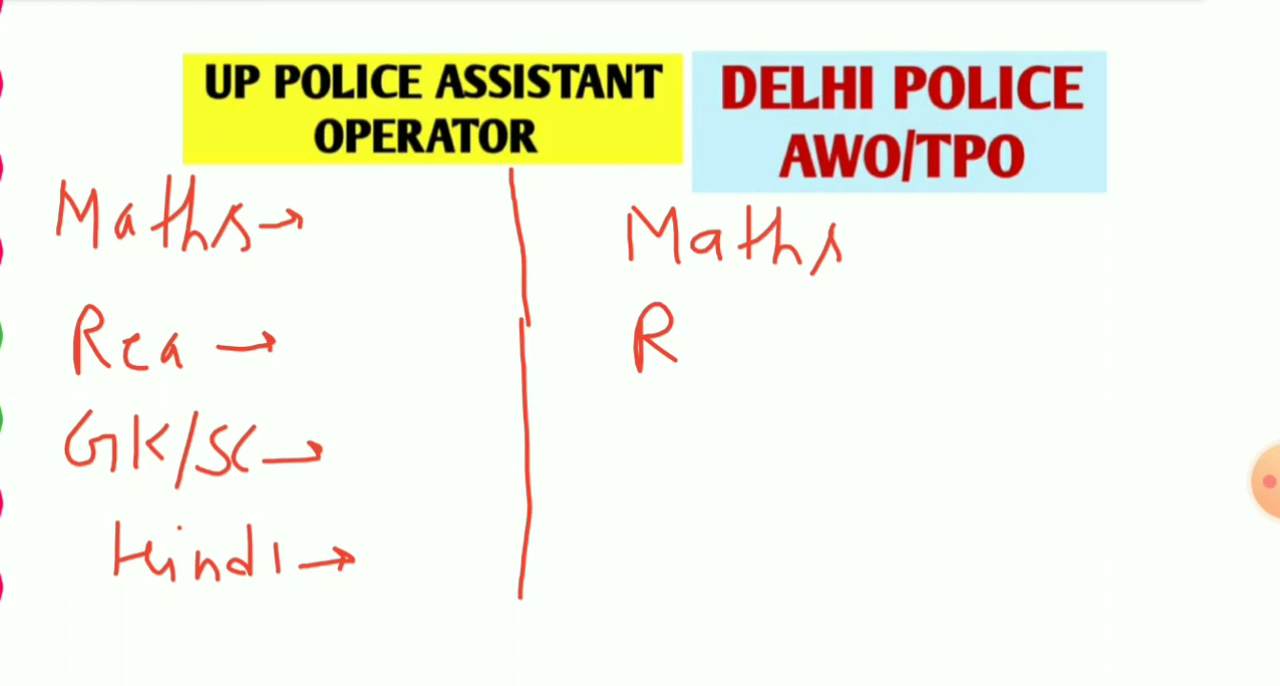 UP POLICE ASSISTANT
OPERATOR
Maths→
Rea →
GK/SC→
Hindi→
DELHI POLICE
AWO/TPO
Maths
R